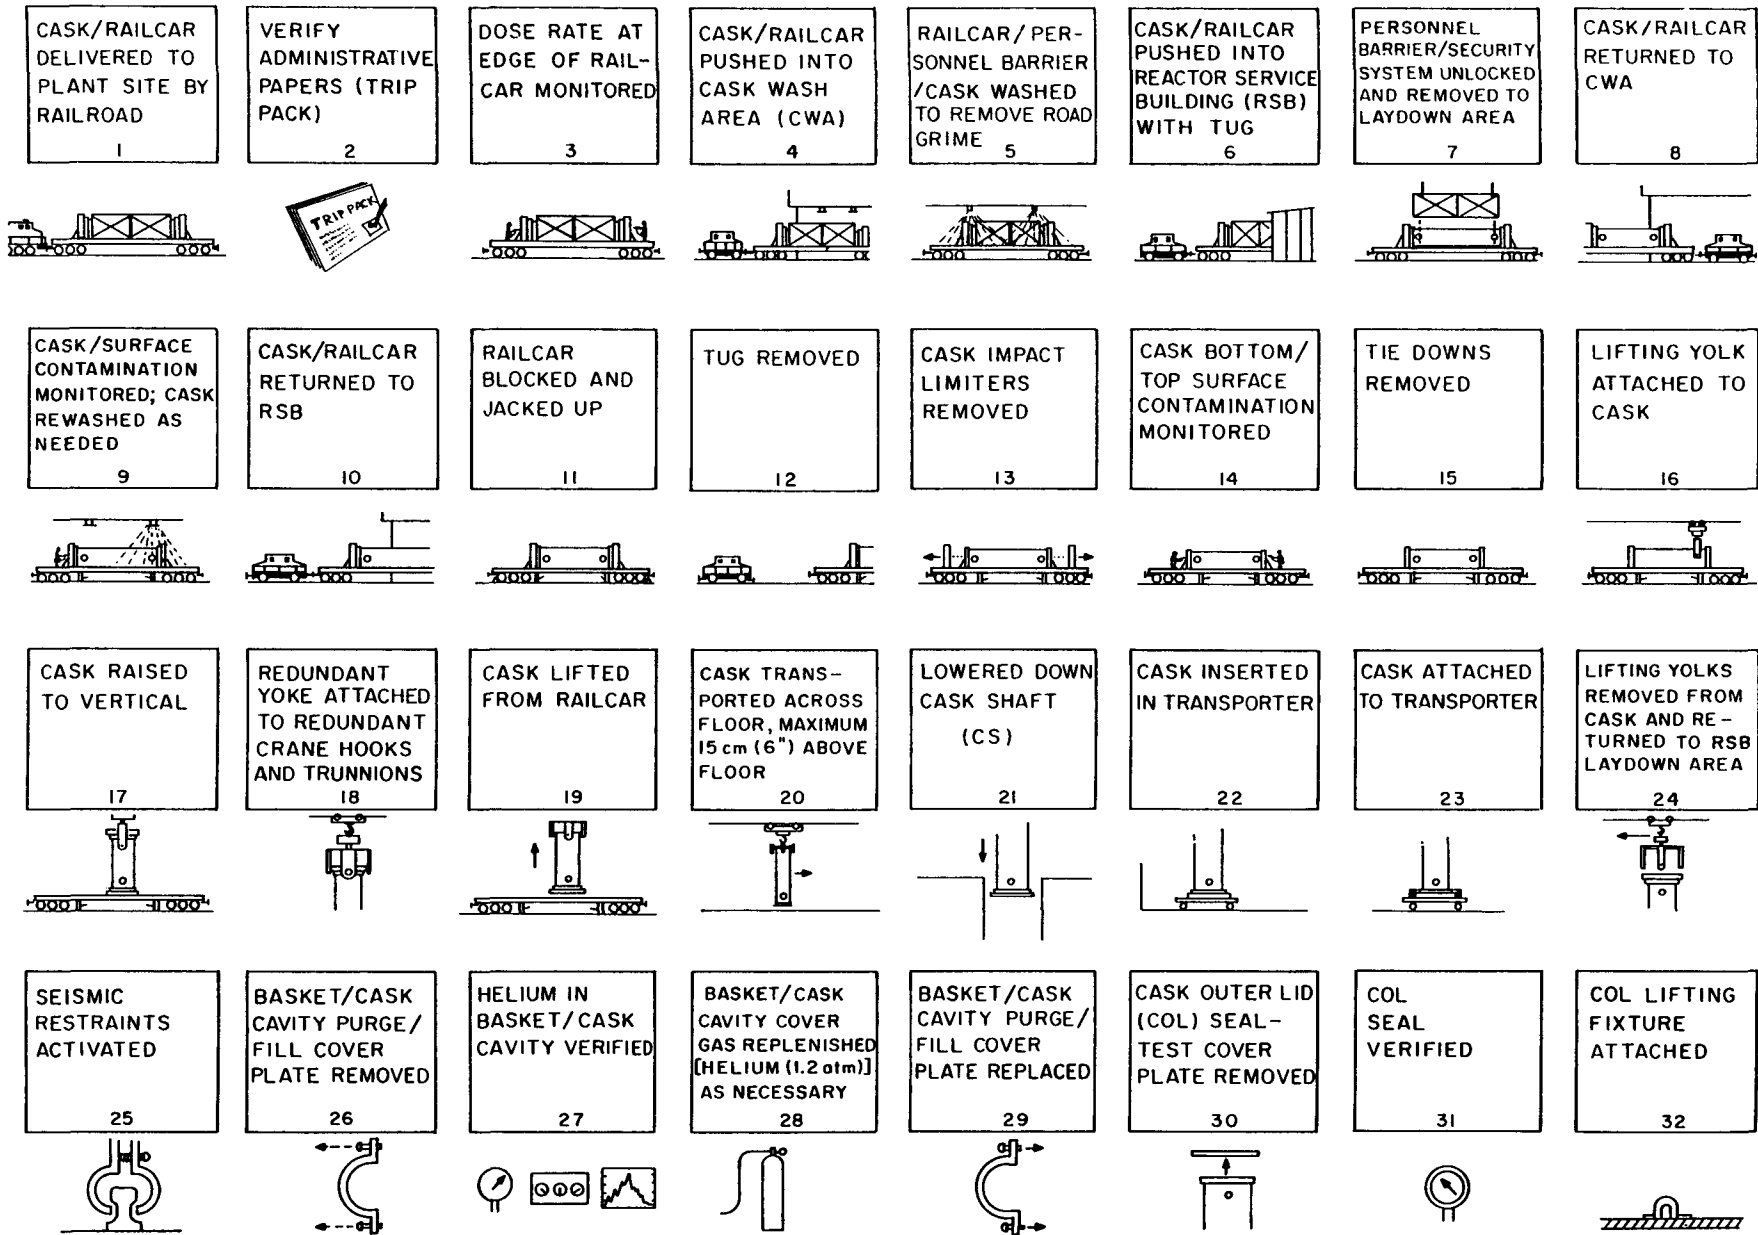 CASK/RAILCAR
DELIVERED TO
PLANT SITE BY
RAILROAD
1
VERIFY
ADMINISTRATIVE
PAPERS (TRIP
PACK)
2
DOSE RATE AT
EDGE OF RAIL-
CAR MONITORED
3
CASK/RAILCAR
PUSHED INTO
CASK WASH
AREA (CWA)
4
RAILCAR/PER-
SONNEL BARRIER
/CASK WASHED
TO REMOVE ROAD
GRIME
5
CASK/RAILCAR
PUSHED INTO
REACTOR SERVICE
BUILDING (RSB)
WITH TUG
6
PERSONNEL
BARRIER/SECURITY
SYSTEM UNLOCKED
AND REMOVED TO
LAYDOWN AREA
7
CASK/RAILCAR
RETURNED TO
CWA
8
TRIP PACK
CASK/SURFACE
CONTAMINATION
MONITORED; CASK
REWASHED AS
NEEDED
9
CASK/RAILCAR
RETURNED TO
RSB
10
RAILCAR
BLOCKED AND
JACKED UP
11
TUG REMOVED
12
CASK IMPACT
LIMITERS
REMOVED
13
CASK BOTTOM/
TOP SURFACE
CONTAMINATION
MONITORED
14
TIE DOWNS
REMOVED
15
LIFTING YOLK
ATTACHED TO
CASK
16
CASK RAISED
TO VERTICAL
17
REDUNDANT
YOKE ATTACHED
TO REDUNDANT
CRANE HOOKS
AND TRUNNIONS
18
CASK LIFTED
FROM RAILCAR
19
CASK TRANS-
PORTED ACROSS
FLOOR, MAXIMUM
15 cm (6") ABOVE
FLOOR
20
LOWERED DOWN
CASK SHAFT
(CS)
21
CASK INSERTED
IN TRANSPORTER
22
CASK ATTACHED
TO TRANSPORTER
23
LIFTING YOLKS
REMOVED FROM
CASK AND RE-
TURNED TO RSB
LAYDOWN AREA
24
SEISMIC
RESTRAINTS
ACTIVATED
25
BASKET/CASK
CAVITY PURGE/
FILL COVER
PLATE REMOVED
26
HELIUM IN
BASKET/CASK
CAVITY VERIFIED
27
BASKET/CASK
CAVITY COVER
GAS REPLENISHED
[HELIUM (1.2 atm)]
AS NECESSARY
28
BASKET/CASK
CAVITY PURGE/
FILL COVER
PLATE REPLACED
29
CASK OUTER LID
(COL) SEAL-
TEST COVER
PLATE REMOVED
30
COL
SEAL
VERIFIED
31
COL LIFTING
FIXTURE
ATTACHED
32